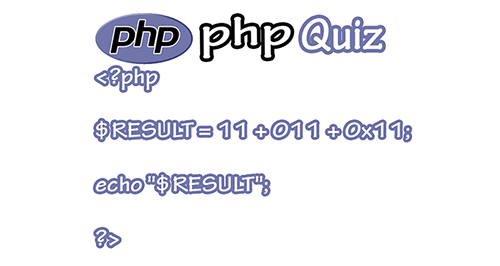 php php Quiz
<?php
$RESULT = 11 + 011 + 0x11;
echo "$RESULT";
?>